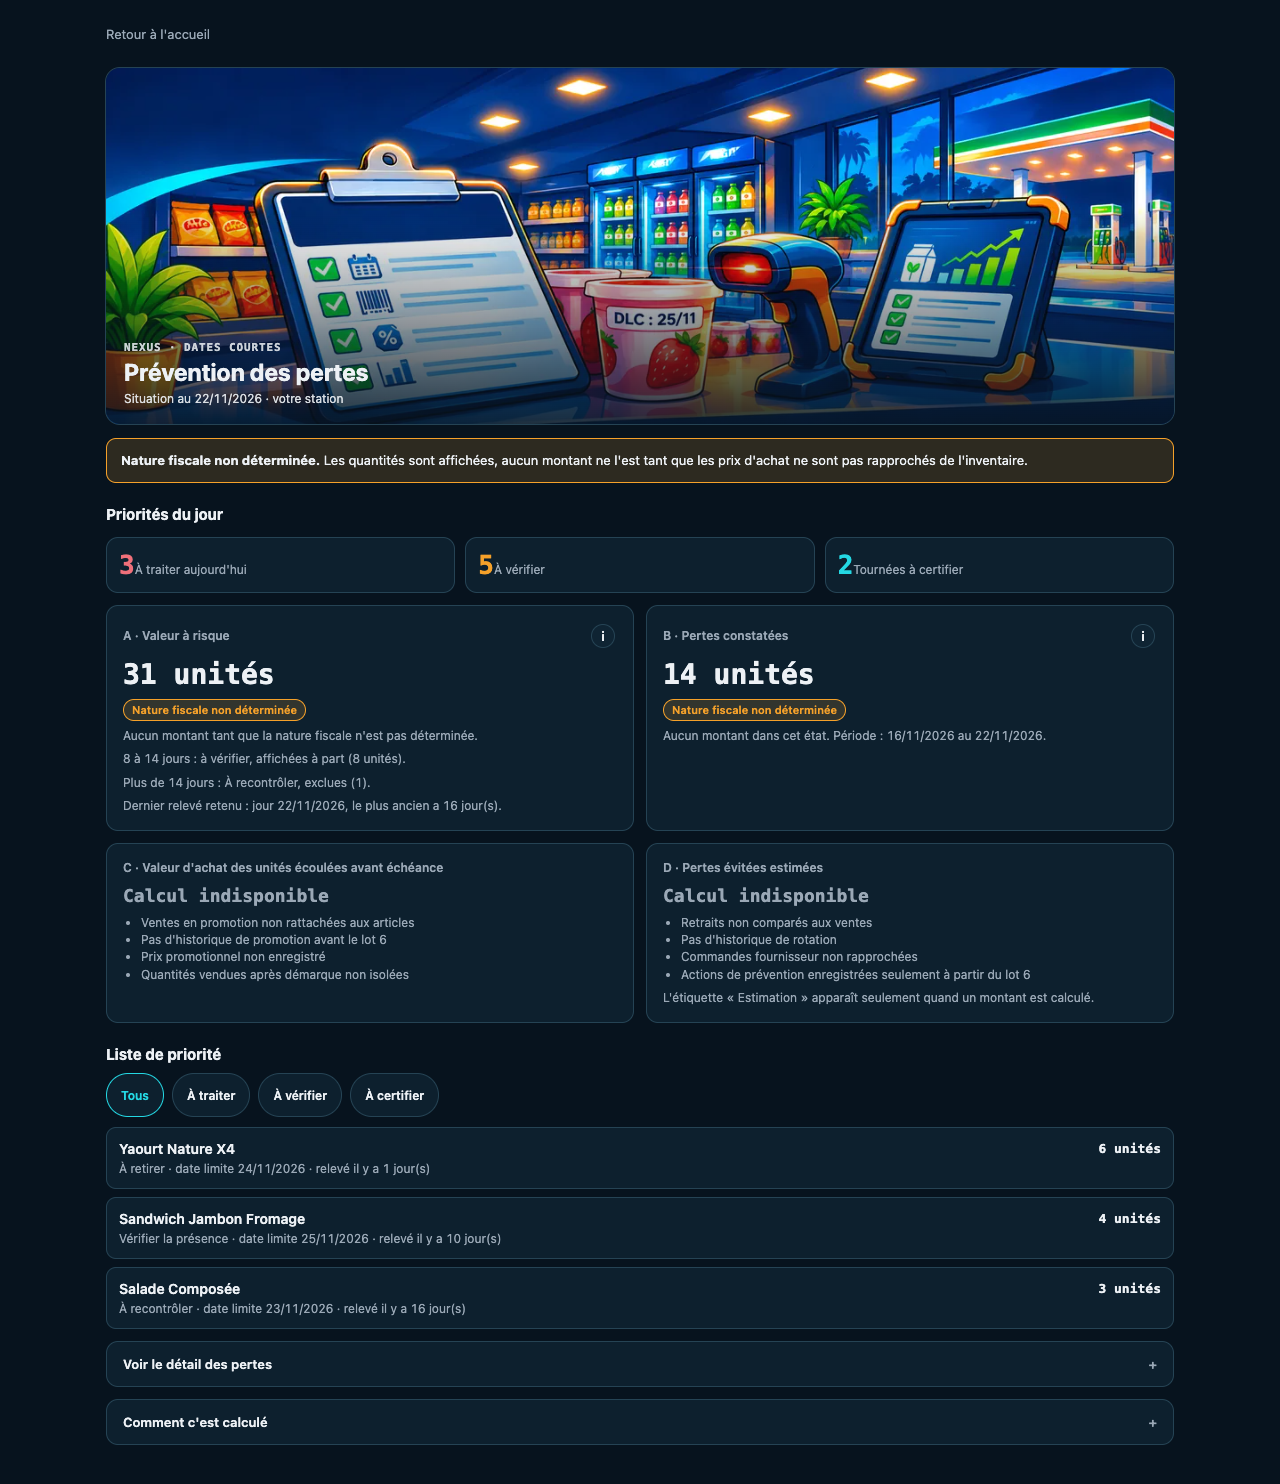 Retour à l'accueil
DLC : 25/11
NEXUS · DATES COURTES
Prévention des pertes
Situation au 22/11/2026 · votre station
Nature fiscale non déterminée. Les quantités sont affichées, aucun montant ne l'est tant que les prix d'achat ne sont pas rapprochés de l'inventaire.
Priorités du jour
3 À traiter aujourd'hui
5 À vérifier
2 Tournées à certifier
A · Valeur à risque
i
31 unités
Nature fiscale non déterminée
Aucun montant tant que la nature fiscale n'est pas déterminée.
8 à 14 jours : à vérifier, affichées à part (8 unités).
Plus de 14 jours : À recontrôler, exclues (1).
Dernier relevé retenu : jour 22/11/2026, le plus ancien a 16 jour(s).
B · Pertes constatées
i
14 unités
Nature fiscale non déterminée
Aucun montant dans cet état. Période : 16/11/2026 au 22/11/2026.
C · Valeur d'achat des unités écoulées avant échéance
Calcul indisponible
• Ventes en promotion non rattachées aux articles
• Pas d'historique de promotion avant le lot 6
• Prix promotionnel non enregistré
• Quantités vendues après démarque non isolées
D · Pertes évitées estimées
Calcul indisponible
• Retraits non comparés aux ventes
• Pas d'historique de rotation
• Commandes fournisseur non rapprochées
• Actions de prévention enregistrées seulement à partir du lot 6
L'étiquette « Estimation » apparaît seulement quand un montant est calculé.
Liste de priorité
Tous
À traiter
À vérifier
À certifier
Yaourt Nature X4
6 unités
À retirer · date limite 24/11/2026 · relevé il y a 1 jour(s)
Sandwich Jambon Fromage
4 unités
Vérifier la présence · date limite 25/11/2026 · relevé il y a 10 jour(s)
Salade Composée
3 unités
À recontrôler · date limite 23/11/2026 · relevé il y a 16 jour(s)
Voir le détail des pertes
+
Comment c'est calculé
+